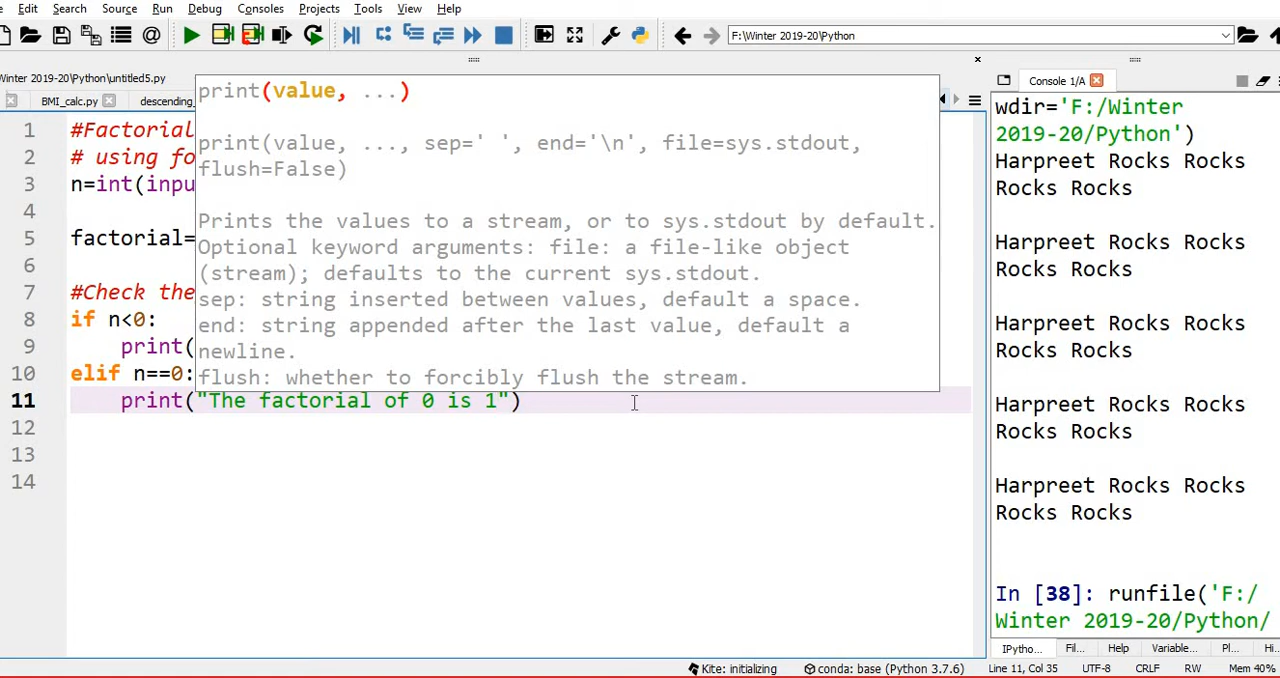 Edit Search Source Run Debug Consoles Projects Tools View Help
F:\Winter 2019-20\Python
Winter 2019-20\Python\untitled5.py
BMI_calc.py descending_
1 #Factorial
2 # using fo
3 n=int(inpu
4
5 factorial=
6
7 #Check the
8 if n<0:
9 print(
10 elif n==0:
11 print("The factorial of 0 is 1")
12
13
14
print(value, ...)
print(value, ..., sep=' ', end='\n', file=sys.stdout,
flush=False)
Prints the values to a stream, or to sys.stdout by default.
Optional keyword arguments: file: a file-like object
(stream); defaults to the current sys.stdout.
sep: string inserted between values, default a space.
end: string appended after the last value, default a
newline.
flush: whether to forcibly flush the stream.
Console 1/A
wdir='F:/Winter
2019-20/Python')
Harpreet Rocks Rocks
Rocks Rocks
Harpreet Rocks Rocks
Rocks Rocks
Harpreet Rocks Rocks
Rocks Rocks
Harpreet Rocks Rocks
Rocks Rocks
Harpreet Rocks Rocks
Rocks Rocks
In [38]: runfile('F:/
Winter 2019-20/Python/
IPytho... Fil... Help Variable... Pl... Hi...
Kite: initializing conda: base (Python 3.7.6) Line 11, Col 35 UTF-8 CRLF RW Mem 40%